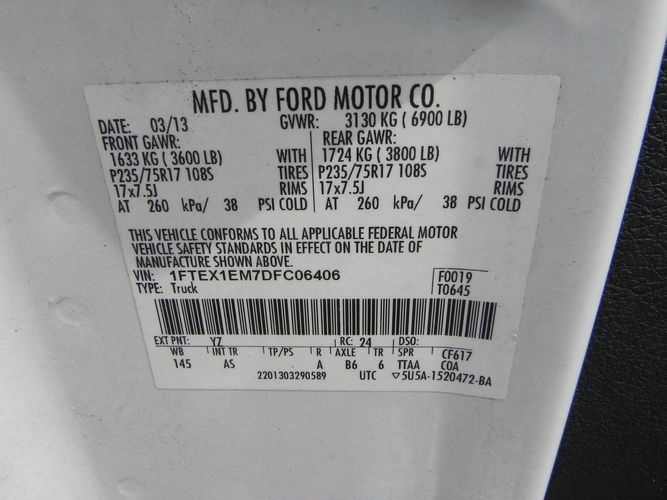 MFD. BY FORD MOTOR CO.
DATE: 03/13 GVWR: 3130 KG ( 6900 LB)
FRONT GAWR: REAR GAWR:
1633 KG ( 3600 LB) WITH 1724 KG ( 3800 LB) WITH
P235/75R17 108S TIRES P235/75R17 108S TIRES
17x7.5J RIMS 17x7.5J RIMS
AT 260 kPa/ 38 PSI COLD AT 260 kPa/ 38 PSI COLD
THIS VEHICLE CONFORMS TO ALL APPLICABLE FEDERAL MOTOR
VEHICLE SAFETY STANDARDS IN EFFECT ON THE DATE OF
MANUFACTURE SHOWN ABOVE.
VIN: 1FTEX1EM7DFC06406 F0019
TYPE: Truck T0645
EXT PNT: YZ RC: 24 DSO:
WB INT TR TP/PS R AXLE TR SPR CF617
145 AS A B6 6 TTAA COA
2201303290589 UTC ▽5U5A-1520472-BA